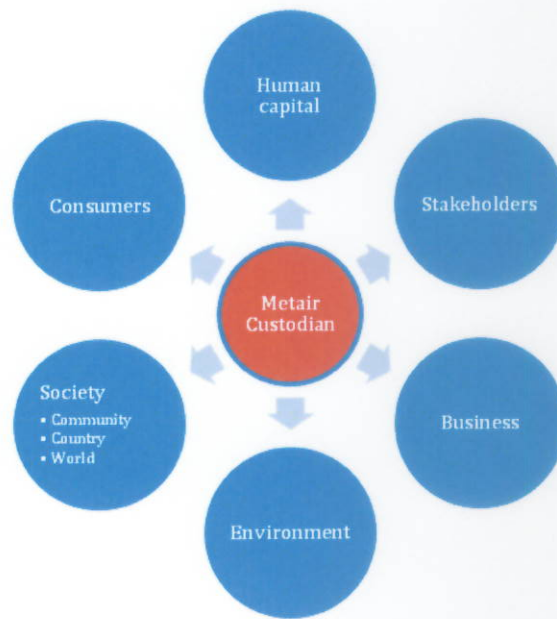 Human
capital
Consumers
Stakeholders
Metair
Custodian
Society
▪ Community
▪ Country
▪ World
Business
Environment